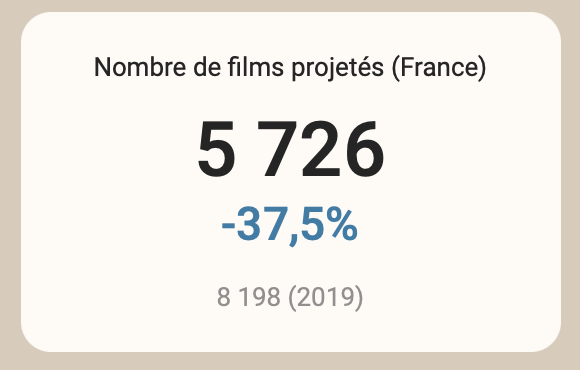 Nombre de films projetés (France)
5 726
-37,5%
8 198 (2019)